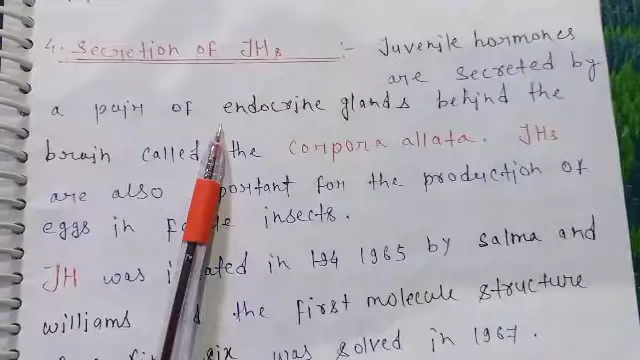 4. Secretion of JHs :- Juvenile hormones
are secreted by
a pair of endocrine glands behind the
brain called the corpora allata. JHs
are also portant for the production of
eggs in insects.
JH was in 1965 by Salma and
williams the first molecule structure
was solved in 1967.